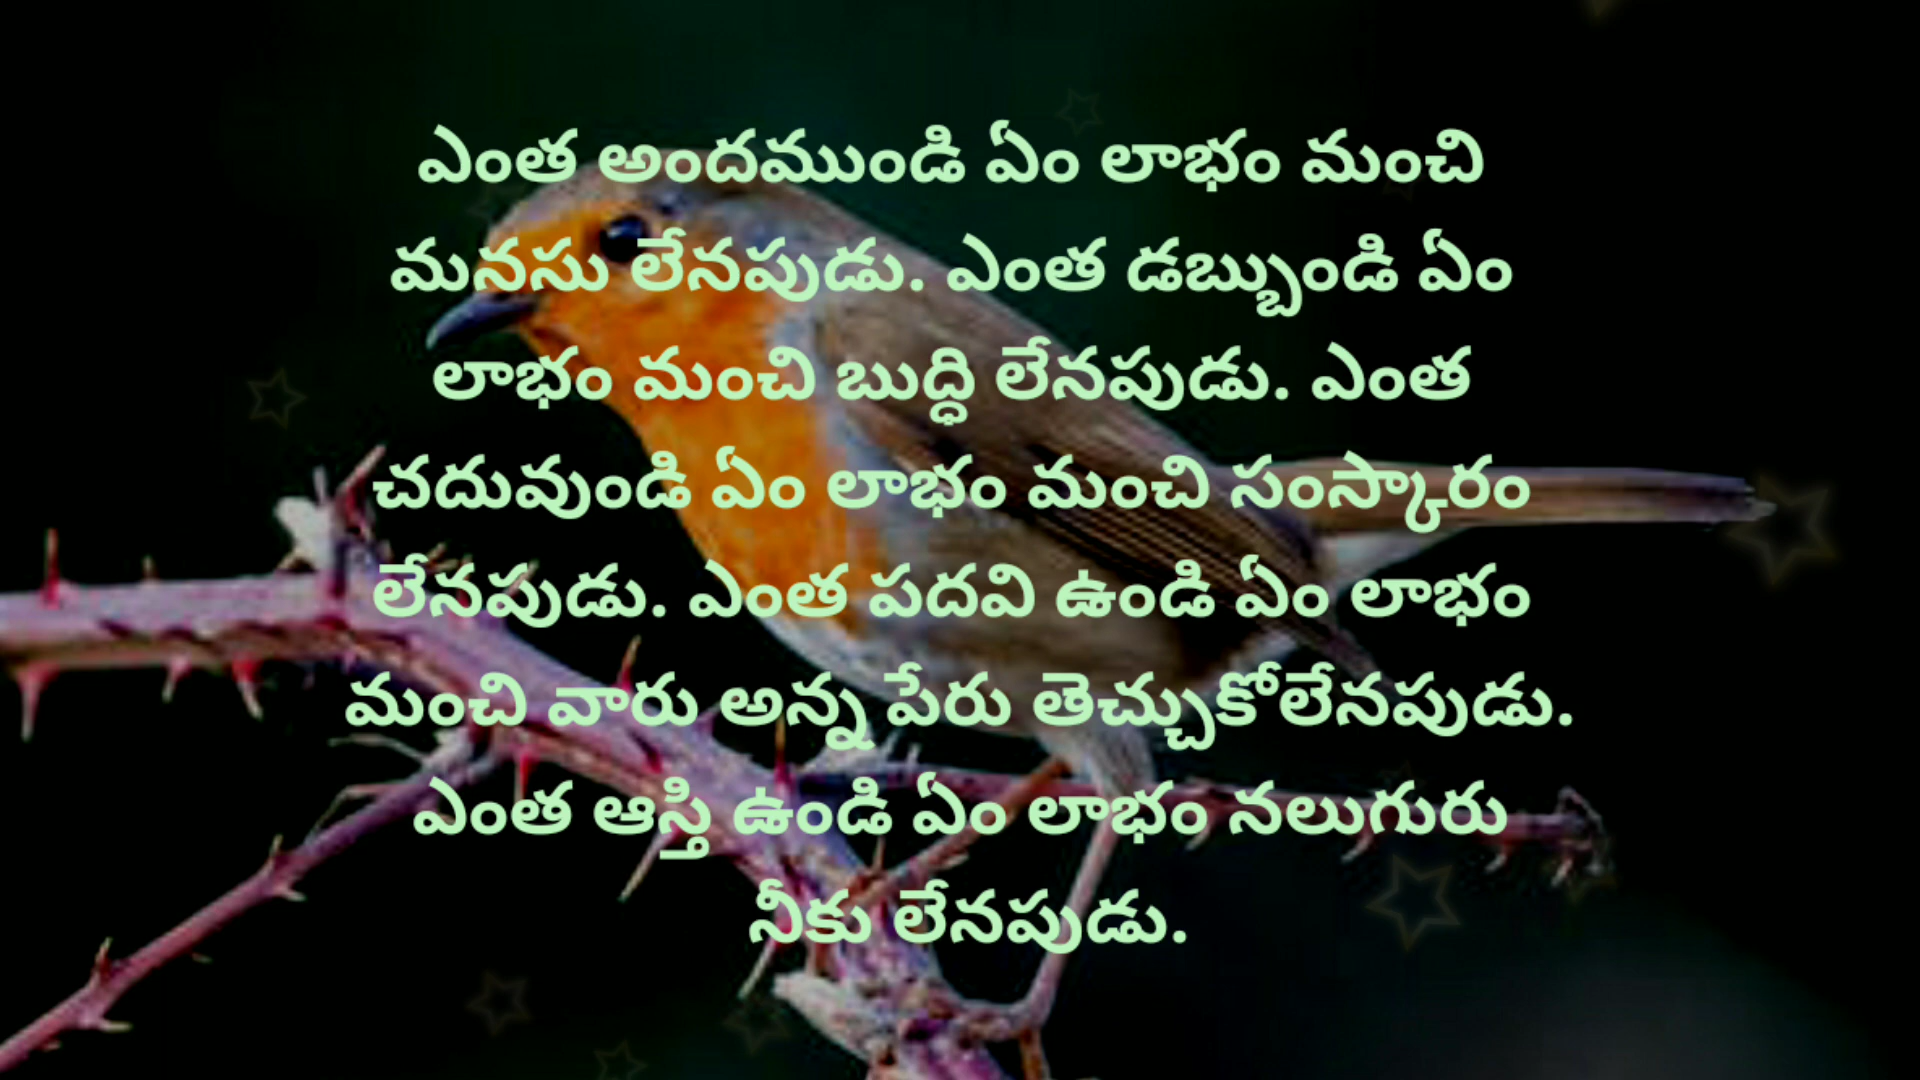 ఎంత అందముండి ఏం లాభం మంచి
మనసు లేనపుడు. ఎంత డబ్బుండి ఏం
లాభం మంచి బుద్ధి లేనపుడు. ఎంత
చదువుండి ఏం లాభం మంచి సంస్కారం
లేనపుడు. ఎంత పదవి ఉండి ఏం లాభం
మంచి వారు అన్న పేరు తెచ్చుకోలేనపుడు.
ఎంత ఆస్తి ఉండి ఏం లాభం నలుగురు
నీకు లేనపుడు.